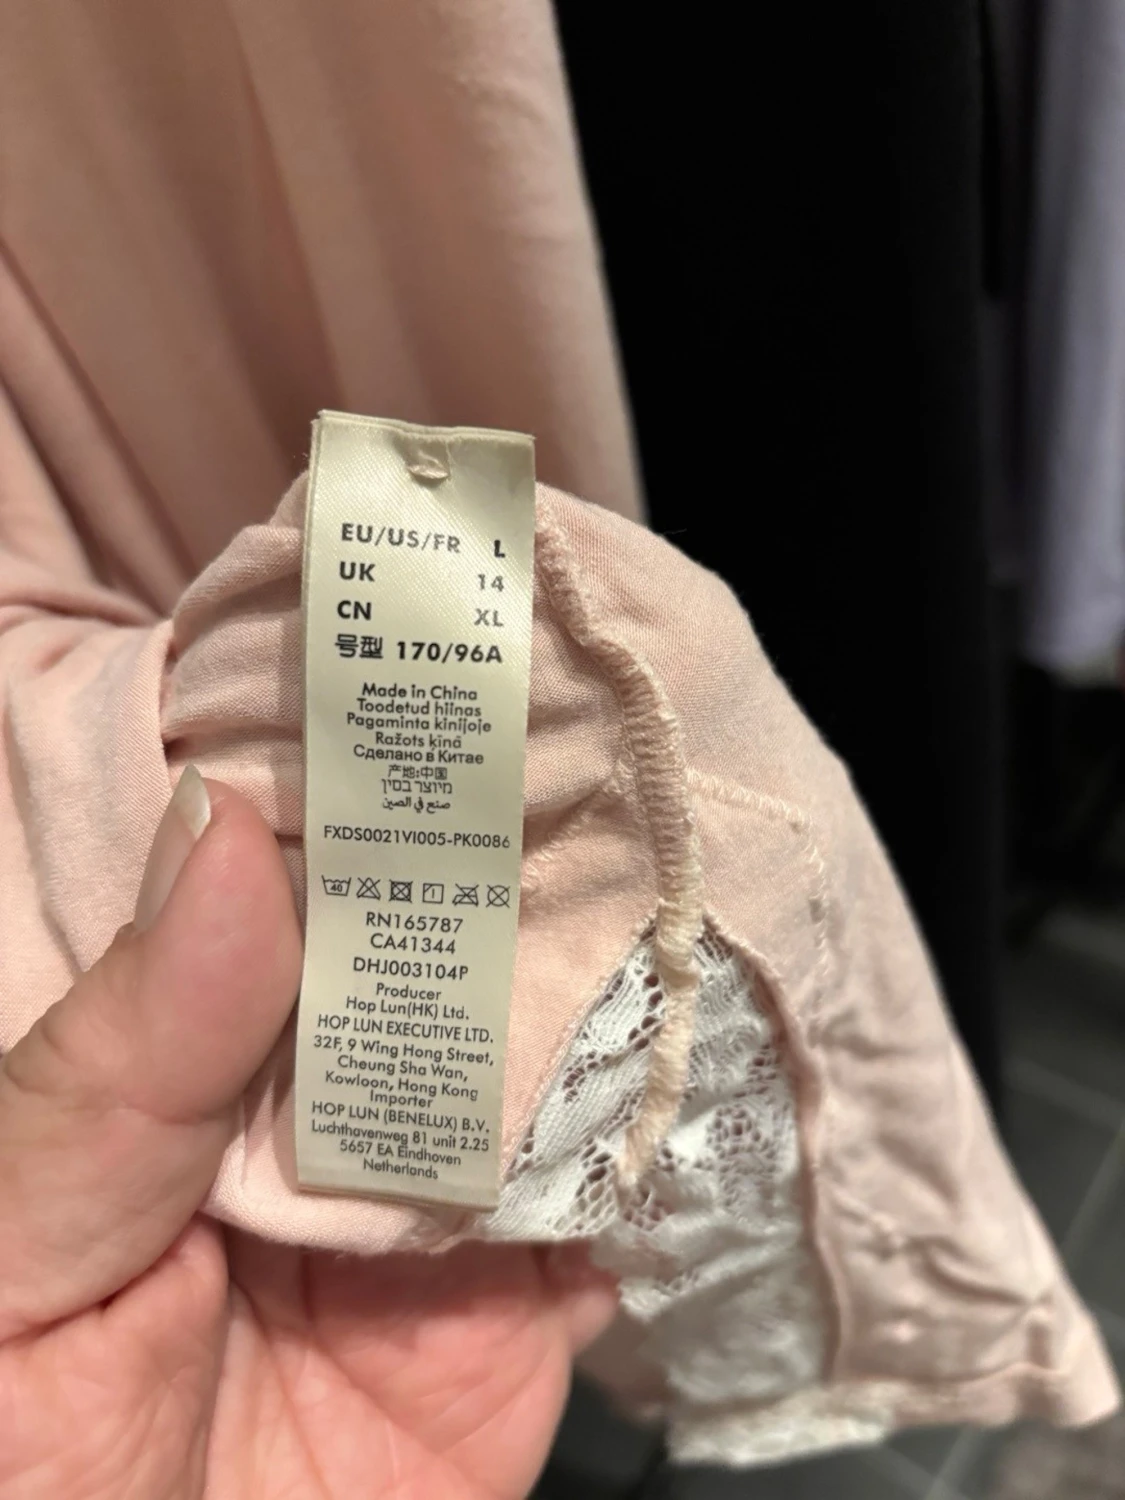 EU/US/FR L
UK 14
CN XL
号型 170/96A
Made in China
Toodetud hiinas
Pagaminta kinijoje
Ražots ķīnā
Сделано в Китае
产地:中国
מיוצר בסין
صنع في الصين
FXDS0021VI005-PK0086
40
RN165787
CA41344
DHJ003104P
Producer
Hop Lun(HK) Ltd.
HOP LUN EXECUTIVE LTD.
32F, 9 Wing Hong Street,
Cheung Sha Wan,
Kowloon, Hong Kong
Importer
HOP LUN (BENELUX) B.V.
Luchthavenweg 81 unit 2.25
5657 EA Eindhoven
Netherlands